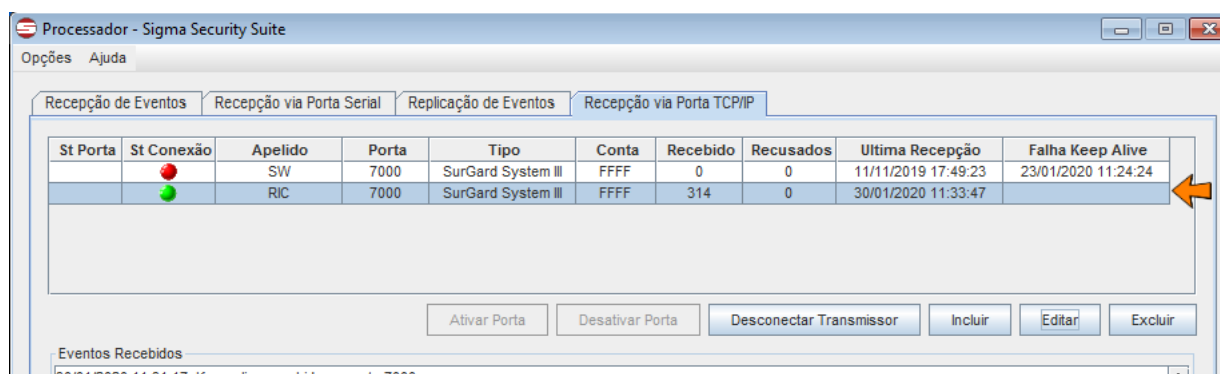 Processador - Sigma Security Suite
Opções Ajuda
Recepção de Eventos Recepção via Porta Serial Replicação de Eventos Recepção via Porta TCP/IP
St Porta St Conexão Apelido Porta Tipo Conta Recebido Recusados Ultima Recepção Falha Keep Alive
SW 7000 SurGard System III FFFF 0 0 11/11/2019 17:49:23 23/01/2020 11:24:24
RIC 7000 SurGard System III FFFF 314 0 30/01/2020 11:33:47
Ativar Porta Desativar Porta Desconectar Transmissor Incluir Editar Excluir
Eventos Recebidos